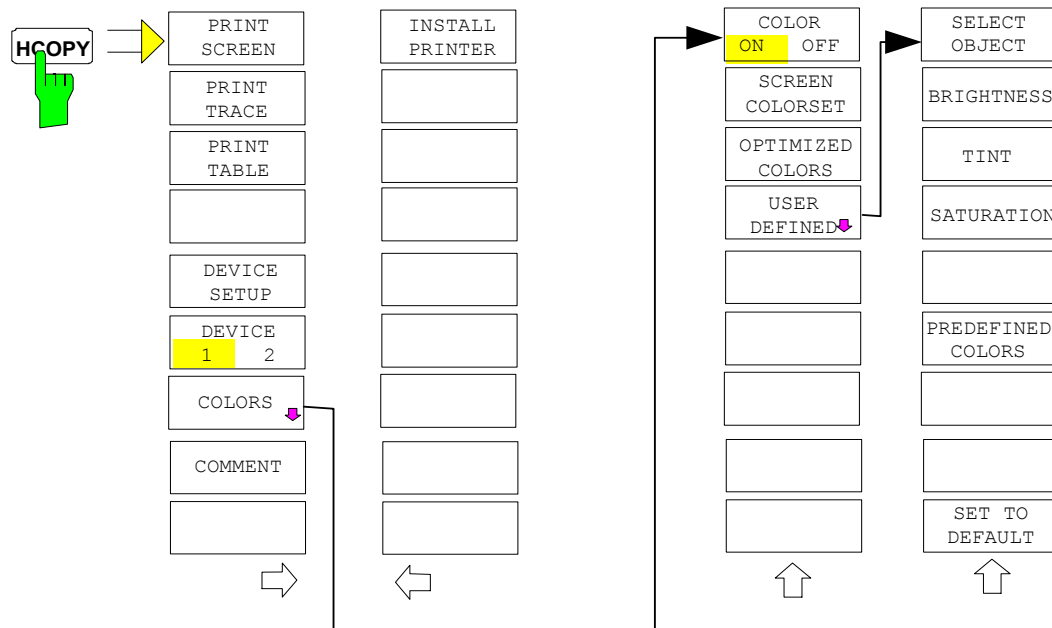 HCOPY
PRINT
SCREEN
PRINT
TRACE
PRINT
TABLE
DEVICE
SETUP
DEVICE
1 2
COLORS
COMMENT
INSTALL
PRINTER
COLOR
ON OFF
SCREEN
COLORSET
OPTIMIZED
COLORS
USER
DEFINED
SELECT
OBJECT
BRIGHTNESS
TINT
SATURATION
PREDEFINED
COLORS
SET TO
DEFAULT